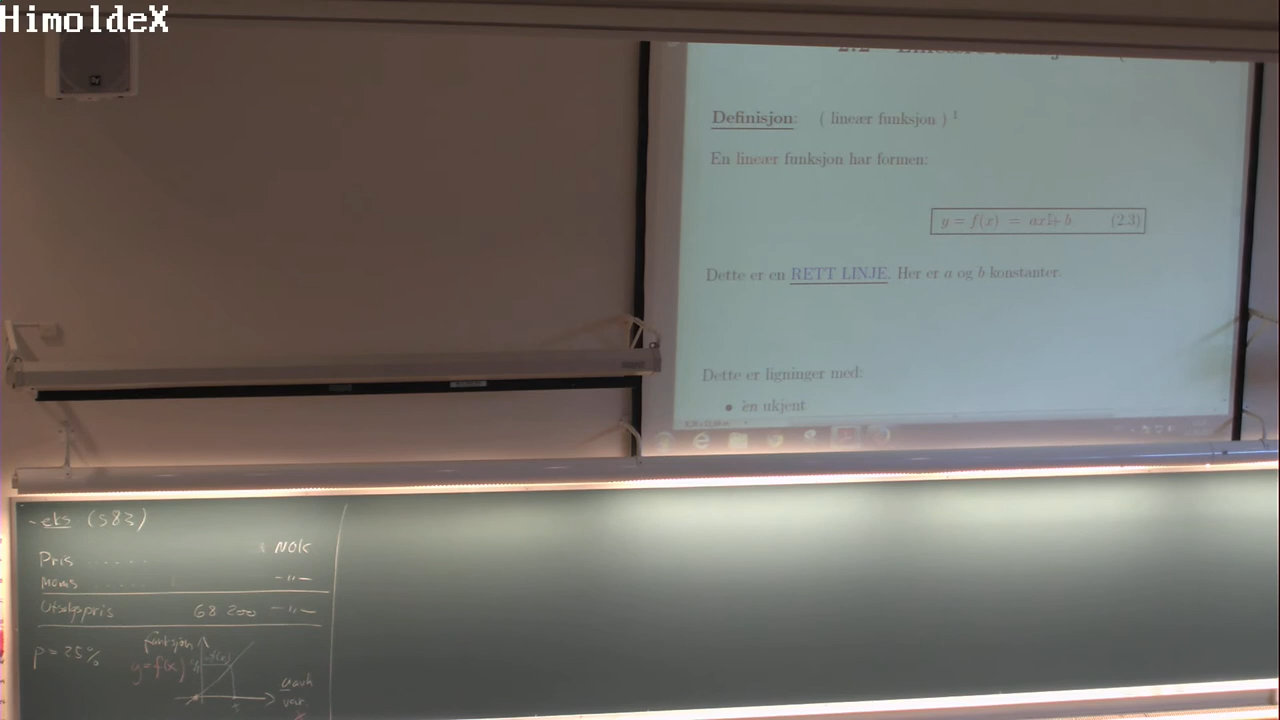 HimoldeX
Definisjon: ( lineær funksjon ) 1
En lineær funksjon har formen:
y = f(x) = ax + b (2.3)
Dette er en RETT LINJE. Her er a og b konstanter.
Dette er ligninger med:
• én ukjent
- eks (s83)
Pris ...... NOK
Moms ...... -"-
Utsalgspris 68 200 -"-
p = 25%
funksjon
y = f(x)
uavh
var.